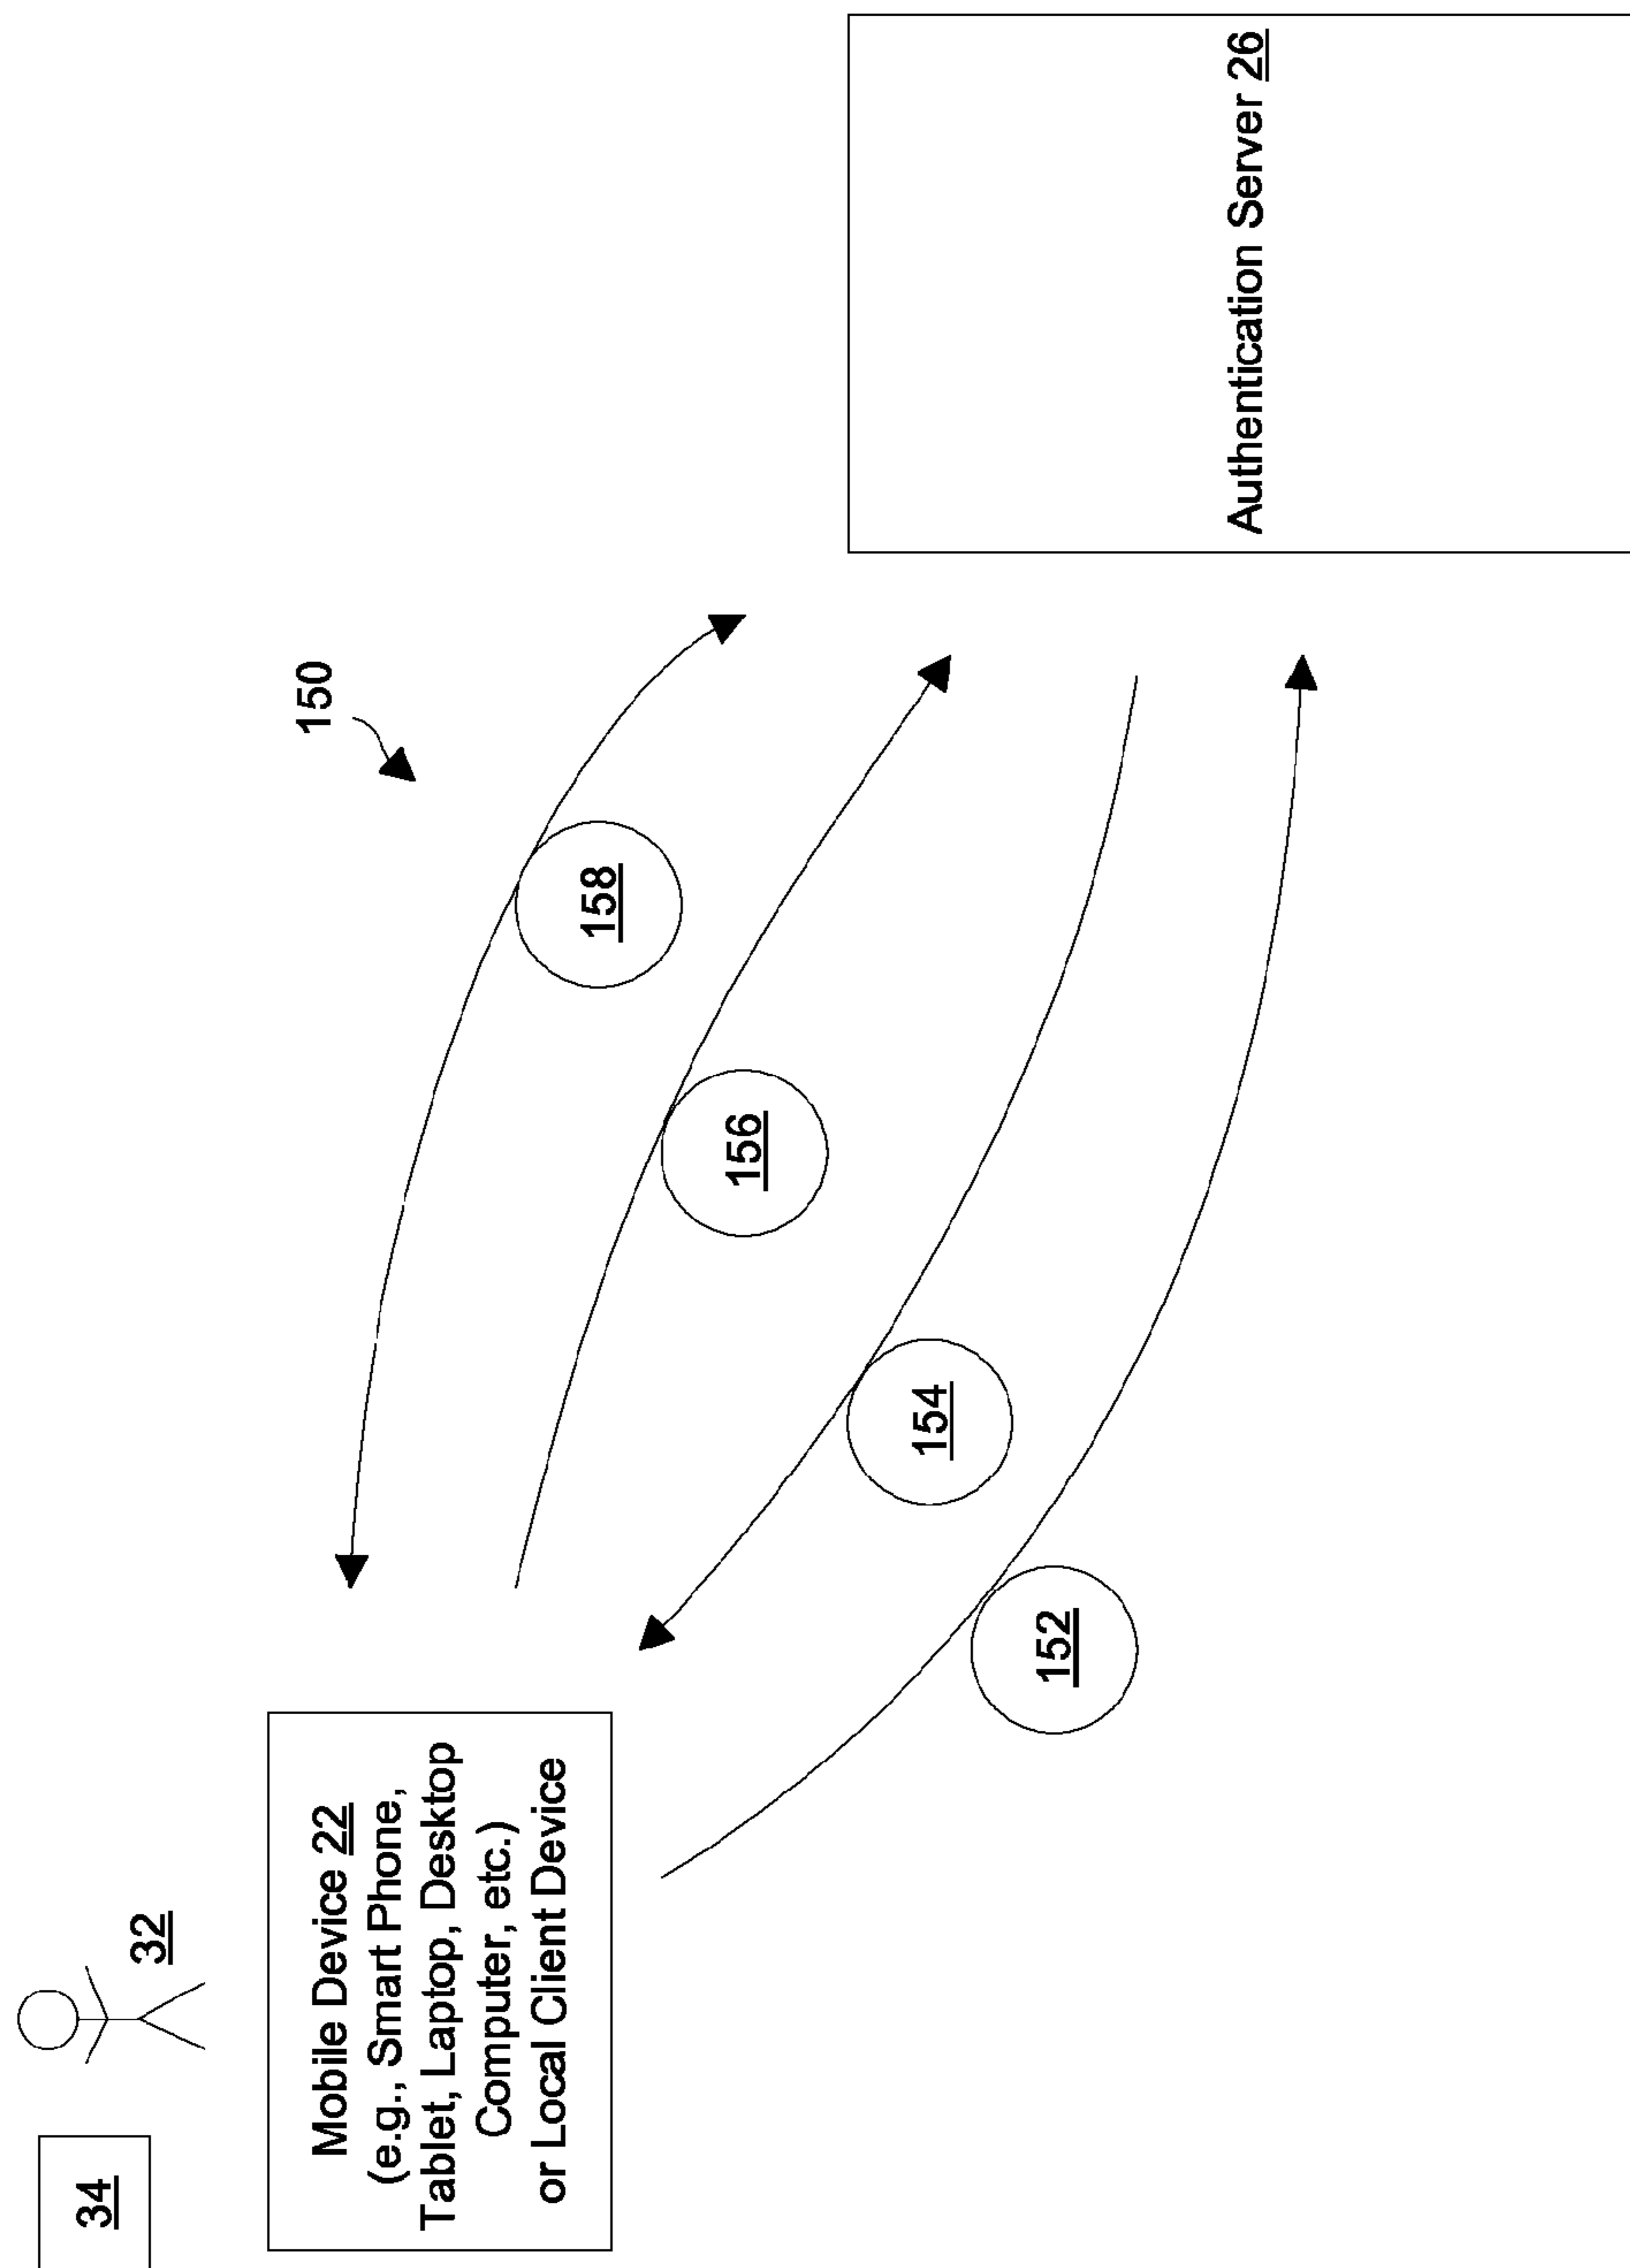 34
32
Mobile Device 22
(e.g., Smart Phone,
Tablet, Laptop, Desktop
Computer, etc.)
or Local Client Device
150
158
156
154
152
Authentication Server 26